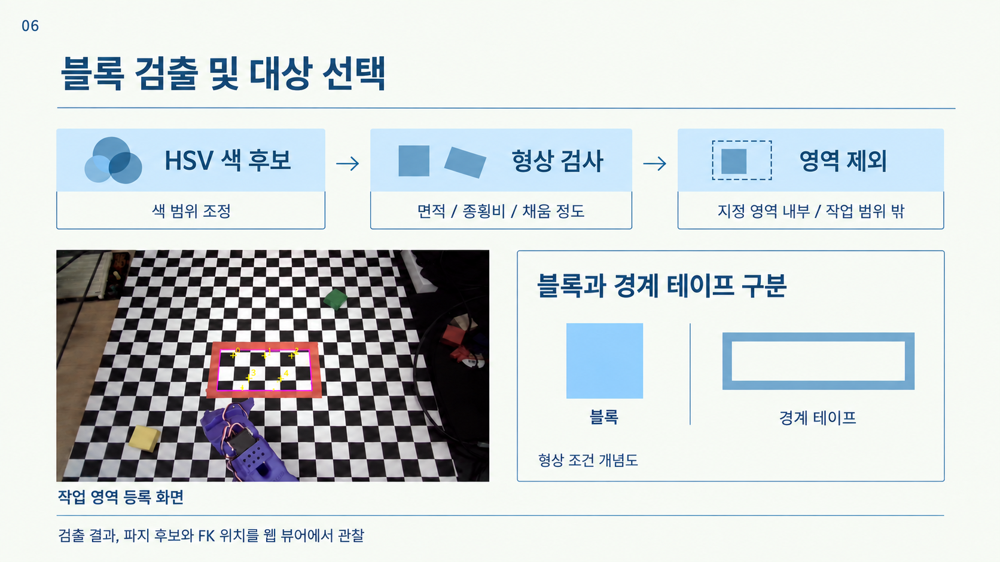 06
블록 검출 및 대상 선택
HSV 색 후보
색 범위 조정
형상 검사
면적 / 종횡비 / 채움 정도
영역 제외
지정 영역 내부 / 작업 범위 밖
0
1
2
3
4
작업 영역 등록 화면
블록과 경계 테이프 구분
블록
경계 테이프
형상 조건 개념도
검출 결과, 파지 후보와 FK 위치를 웹 뷰어에서 관찰